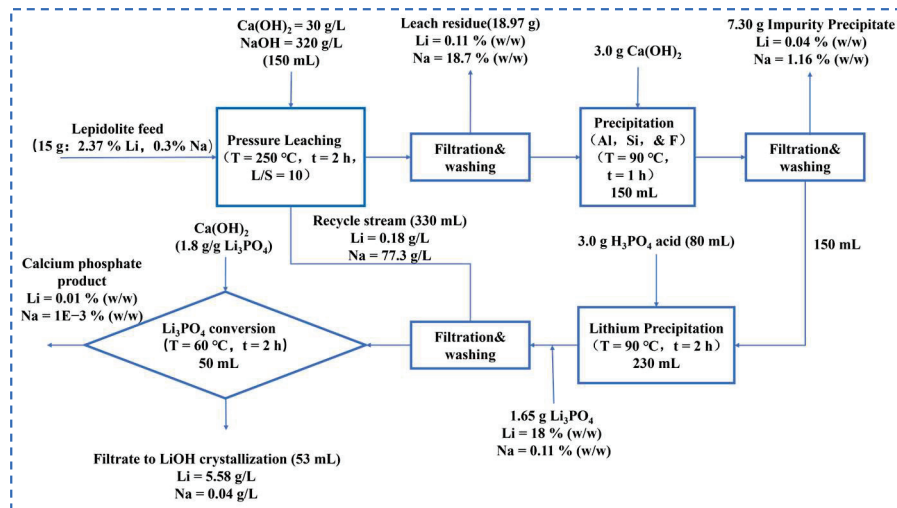 Ca(OH)₂ = 30 g/L
NaOH = 320 g/L
(150 mL)
Leach residue(18.97 g)
Li = 0.11 % (w/w)
Na = 18.7 % (w/w)
3.0 g Ca(OH)₂
7.30 g Impurity Precipitate
Li = 0.04 % (w/w)
Na = 1.16 % (w/w)
Lepidolite feed
(15 g: 2.37 % Li, 0.3% Na)
Pressure Leaching
(T = 250 ℃, t = 2 h,
L/S = 10)
Filtration&
washing
Precipitation
(Al, Si, & F)
(T = 90 ℃,
t = 1 h)
150 mL
Filtration&
washing
Ca(OH)₂
(1.8 g/g Li₃PO₄)
Recycle stream (330 mL)
Li = 0.18 g/L
Na = 77.3 g/L
3.0 g H₃PO₄ acid (80 mL)
150 mL
Calcium phosphate
product
Li = 0.01 % (w/w)
Na = 1E−3 % (w/w)
Li₃PO₄ conversion
(T = 60 ℃, t = 2 h)
50 mL
Filtration&
washing
Lithium Precipitation
(T = 90 ℃, t = 2 h)
230 mL
1.65 g Li₃PO₄
Li = 18 % (w/w)
Na = 0.11 % (w/w)
Filtrate to LiOH crystallization (53 mL)
Li = 5.58 g/L
Na = 0.04 g/L